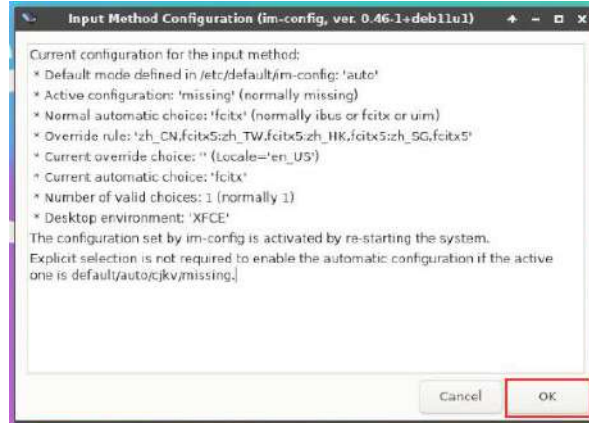 Input Method Configuration (im-config, ver. 0.46-1+deb11u1)
Current configuration for the input method:
* Default mode defined in /etc/default/im-config: 'auto'
* Active configuration: 'missing' (normally missing)
* Normal automatic choice: 'fcitx' (normally ibus or fcitx or uim)
* Override rule: 'zh_CN,fcitx5:zh_TW,fcitx5:zh_HK,fcitx5:zh_SG,fcitx5'
* Current override choice: '' (Locale='en_US')
* Current automatic choice: 'fcitx'
* Number of valid choices: 1 (normally 1)
* Desktop environment: 'XFCE'
The configuration set by im-config is activated by re-starting the system.
Explicit selection is not required to enable the automatic configuration if the active
one is default/auto/cjkv/missing.
Cancel OK